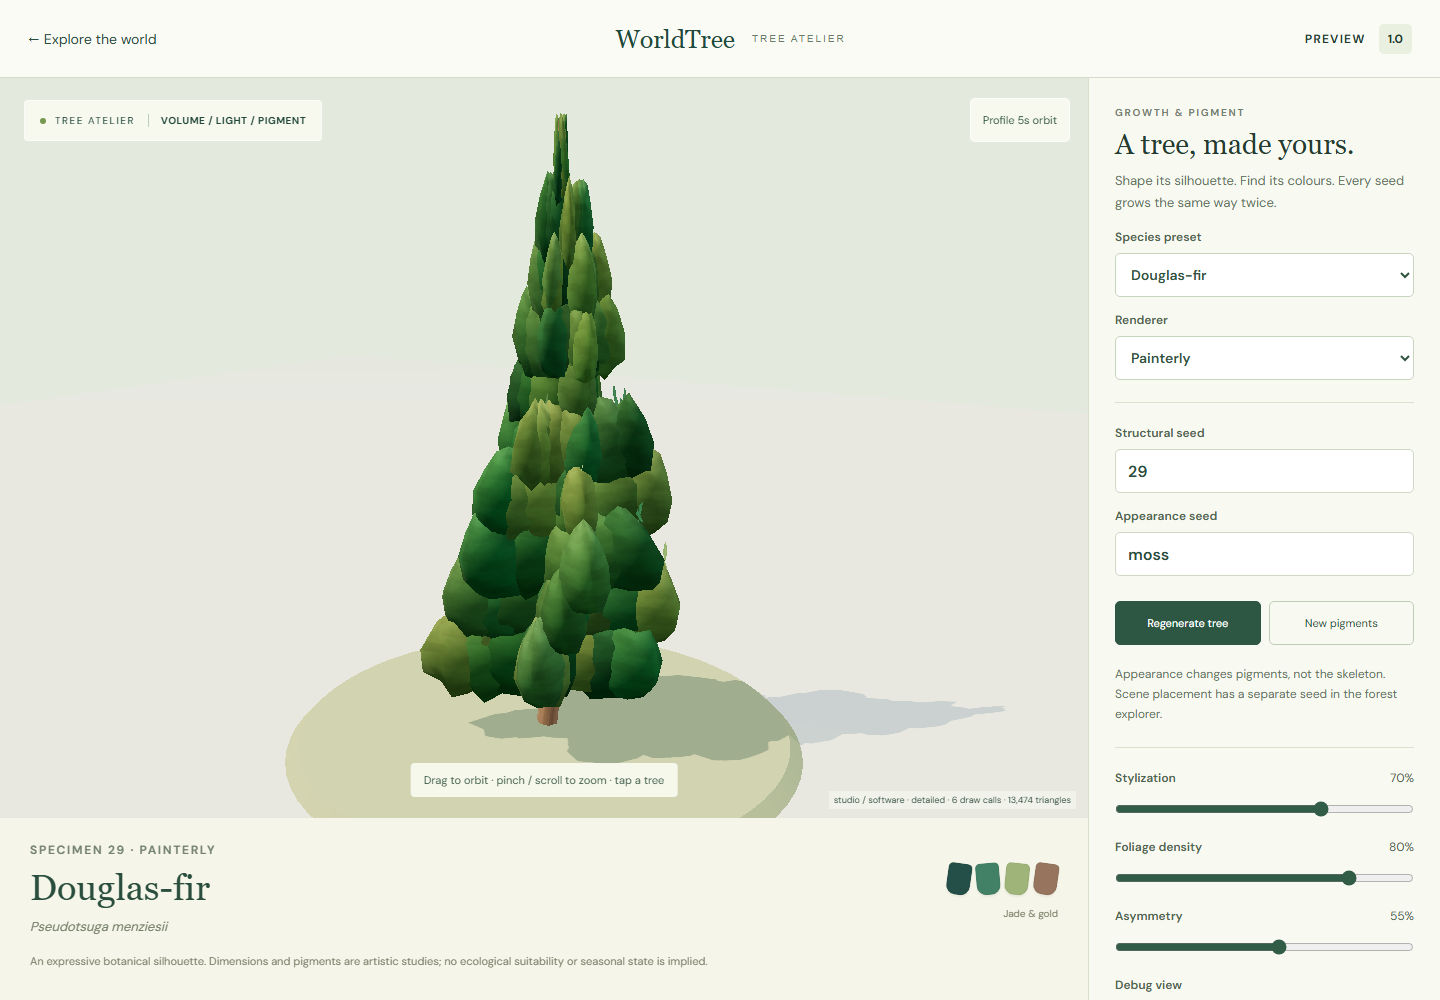 ← Explore the world
WorldTree TREE ATELIER
PREVIEW 1.0
TREE ATELIER VOLUME / LIGHT / PIGMENT
Profile 5s orbit
Drag to orbit · pinch / scroll to zoom · tap a tree
studio / software · detailed · 6 draw calls · 13,474 triangles
SPECIMEN 29 · PAINTERLY
Douglas-fir
Pseudotsuga menziesii
An expressive botanical silhouette. Dimensions and pigments are artistic studies; no ecological suitability or seasonal state is implied.
Jade & gold
GROWTH & PIGMENT
A tree, made yours.
Shape its silhouette. Find its colours. Every seed
grows the same way twice.
Species preset
Douglas-fir
Renderer
Painterly
Structural seed
29
Appearance seed
moss
Regenerate tree
New pigments
Appearance changes pigments, not the skeleton.
Scene placement has a separate seed in the forest
explorer.
Stylization 70%
Foliage density 80%
Asymmetry 55%
Debug view